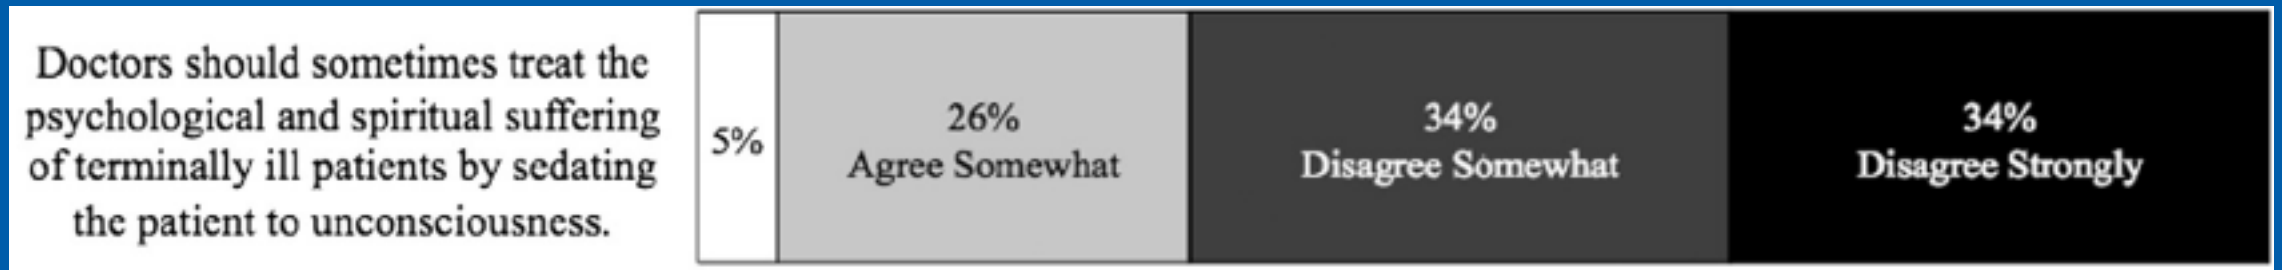 Doctors should sometimes treat the
psychological and spiritual suffering
of terminally ill patients by sedating
the patient to unconsciousness.
5%
26%
Agree Somewhat
34%
Disagree Somewhat
34%
Disagree Strongly